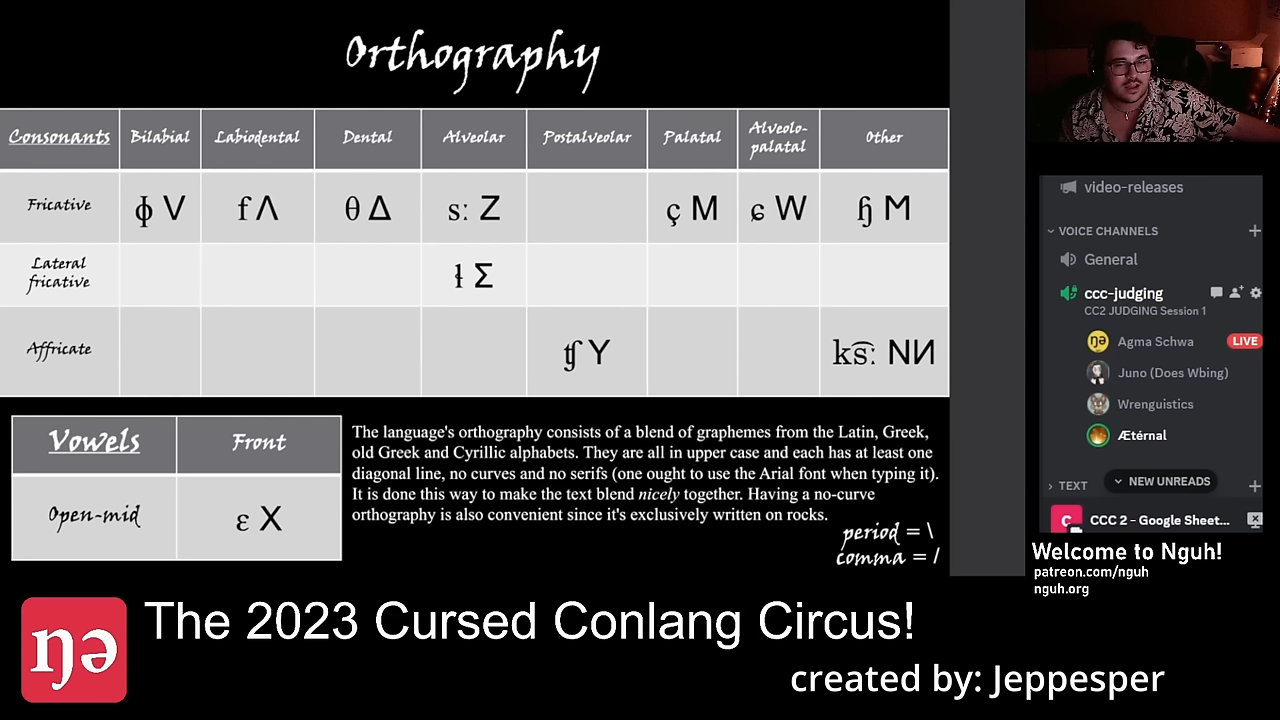 Orthography
Consonants Bilabial Labiodental Dental Alveolar Postalveolar Palatal Alveolo-palatal Other
Fricative ɸ V f Λ θ Δ sː Z ç M ɕ W ɧ Ϻ
Lateral fricative ɬ Σ
Affricate tʃ Y ks͡ː NИ
Vowels Front
Open-mid ɛ X
The language's orthography consists of a blend of graphemes from the Latin, Greek,
old Greek and Cyrillic alphabets. They are all in upper case and each has at least one
diagonal line, no curves and no serifs (one ought to use the Arial font when typing it).
It is done this way to make the text blend nicely together. Having a no-curve
orthography is also convenient since it's exclusively written on rocks.
period = \
comma = /
video-releases
VOICE CHANNELS
General
ccc-judging
CC2 JUDGING Session 1
ŋə Agma Schwa LIVE
Juno (Does Wbing)
Wrenguistics
Ætérnal
TEXT NEW UNREADS
C CCC 2 - Google Sheet...
Welcome to Nguh!
patreon.com/nguh
nguh.org
ŋə
The 2023 Cursed Conlang Circus!
created by: Jeppesper